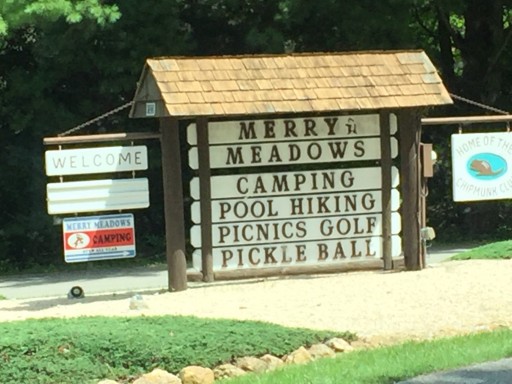 MERRY
MEADOWS
CAMPING
POOL HIKING
PICNICS GOLF
PICKLE BALL
WELCOME
MERRY MEADOWS
CAMPING
HOME OF THE
CHIPMUNK CLUB